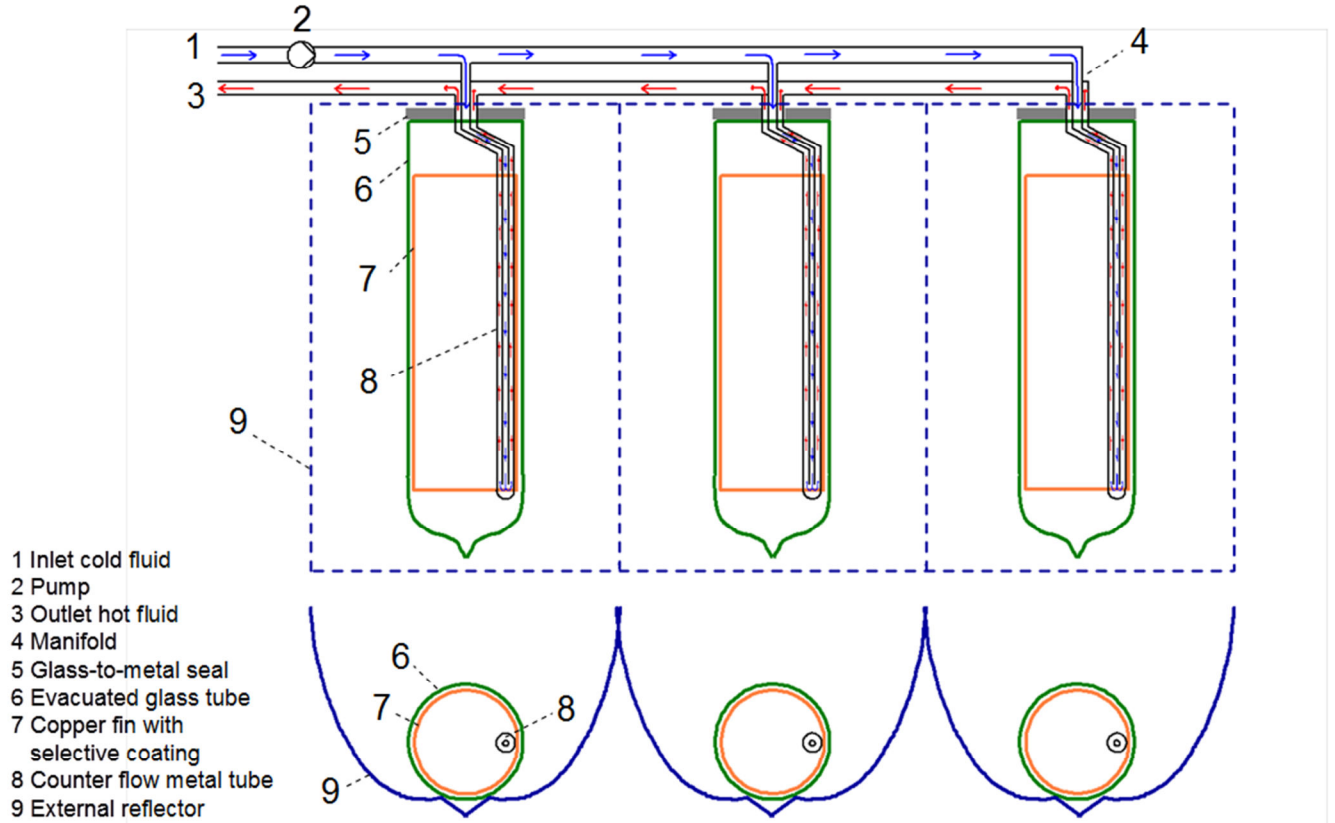 2
1
4
3
5
6
7
8
9
1 Inlet cold fluid
2 Pump
3 Outlet hot fluid
4 Manifold
5 Glass-to-metal seal
6 Evacuated glass tube
7 Copper fin with
selective coating
8 Counter flow metal tube
9 External reflector
6
7
8
9